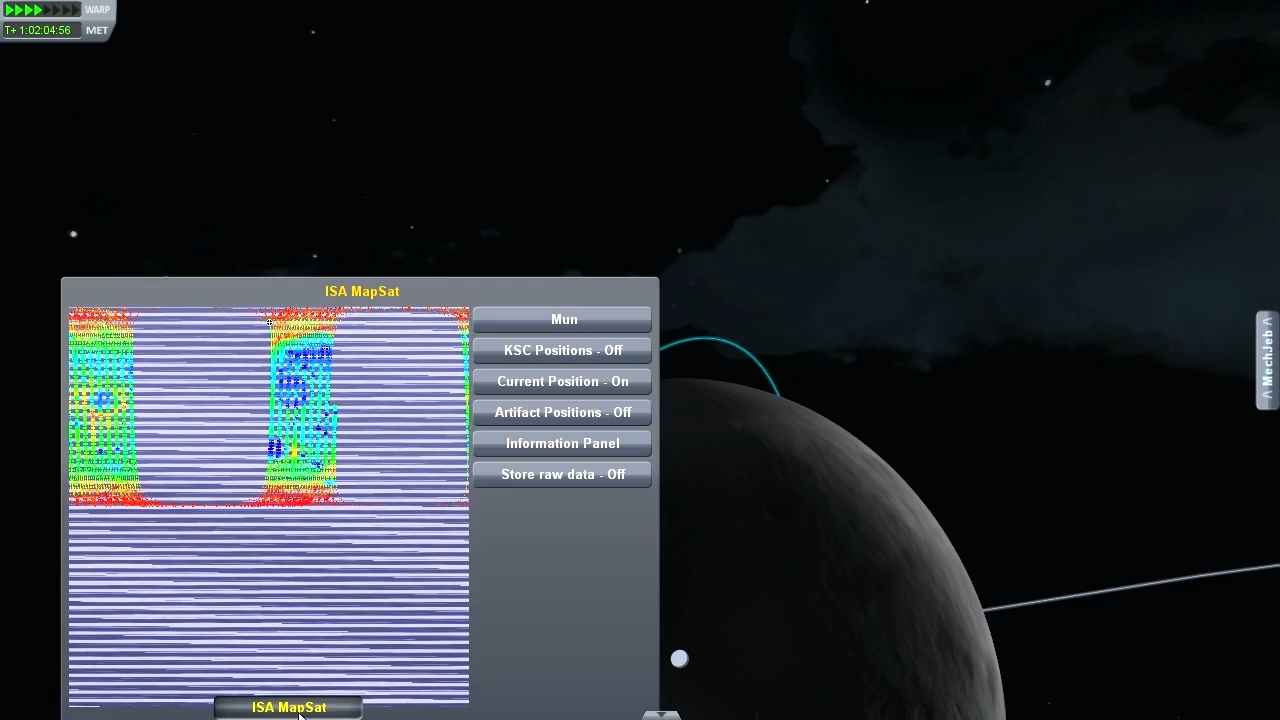 WARP
T+ 1:02:04:56 MET
ISA MapSat
Mun
KSC Positions - Off
Current Position - On
Artifact Positions - Off
Information Panel
Store raw data - Off
< MechJeb <
ISA MapSat